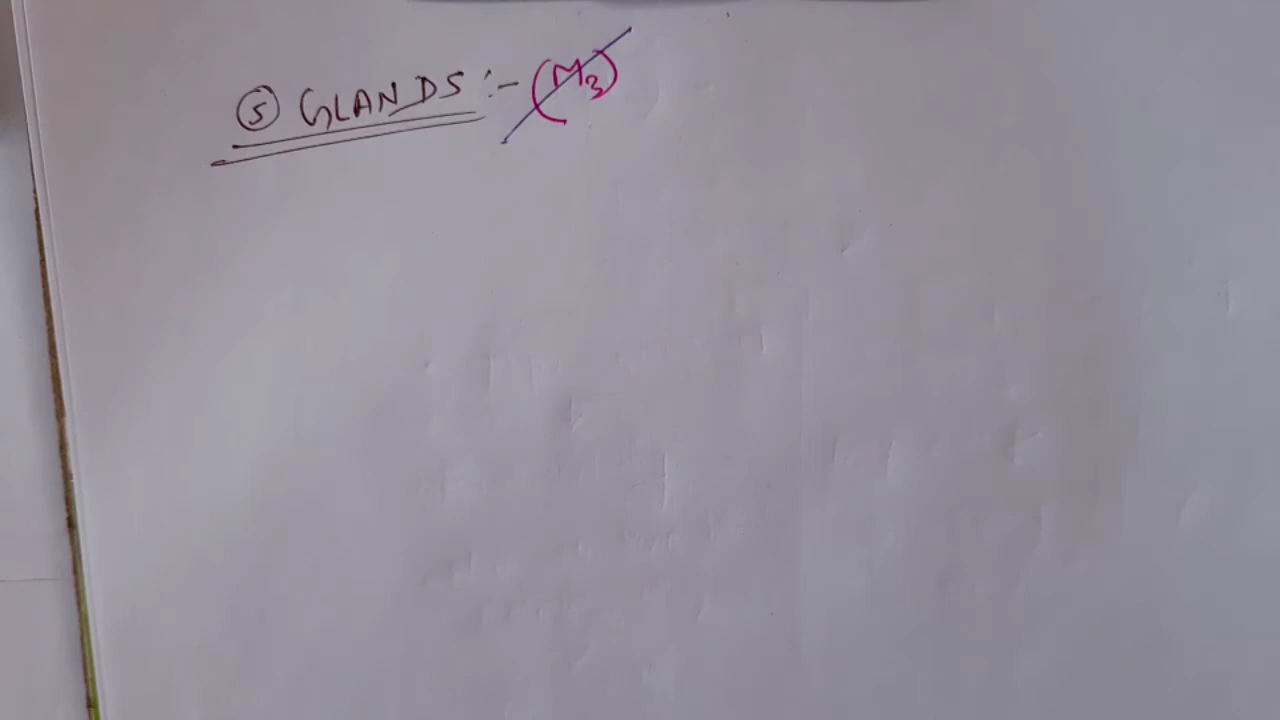 ⑤ GLANDS :- (M3)